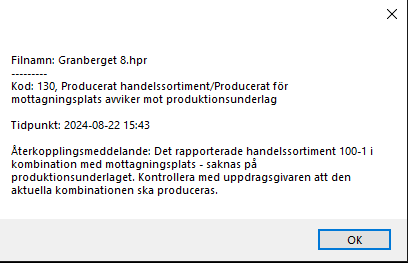 Filnamn: Granberget 8.hpr
---------
Kod: 130, Producerat handelssortiment/Producerat för
mottagningsplats avviker mot produktionsunderlag
Tidpunkt: 2024-08-22 15:43
Återkopplingsmeddelande: Det rapporterade handelssortiment 100-1 i
kombination med mottagningsplats - saknas på
produktionsunderlaget. Kontrollera med uppdragsgivaren att den
aktuella kombinationen ska produceras.
OK